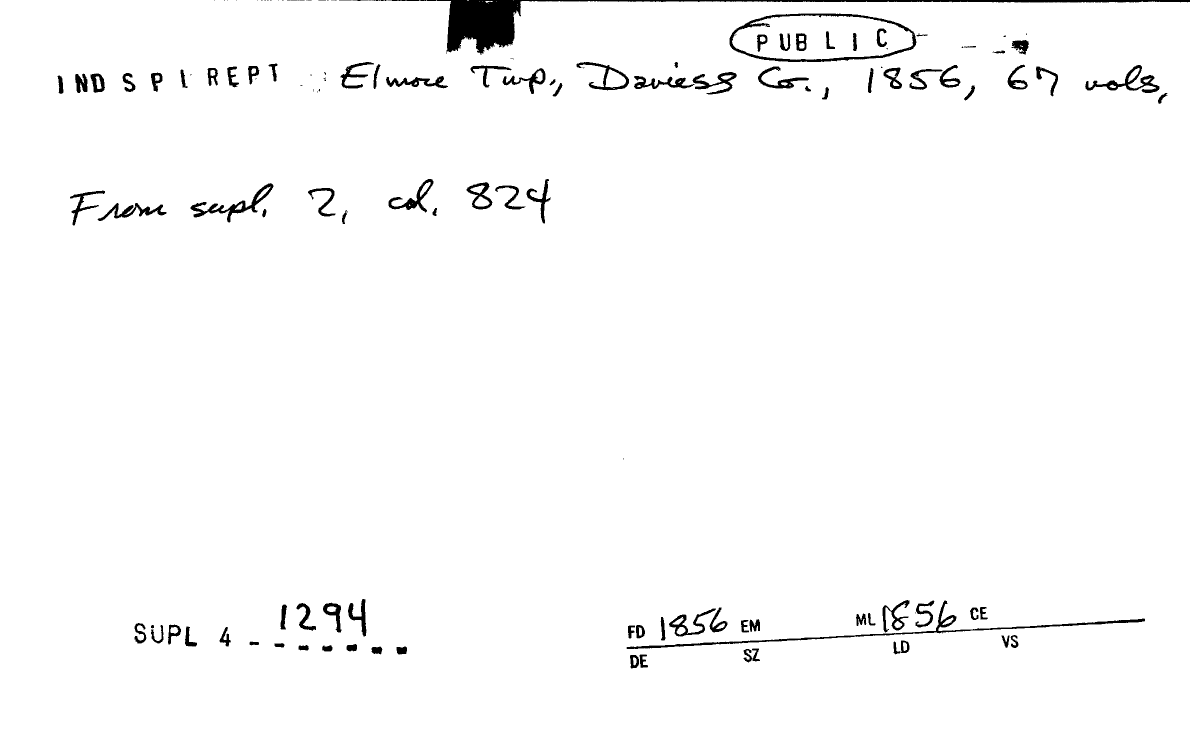 PUBLIC
IND SPI REPT Elmore Twp., Daviess Co., 1856, 67 vols,
From supl. 2, col. 824
SUPL 4 - 1294
FD 1856 EM ML 1856 CE
DE SZ LD VS